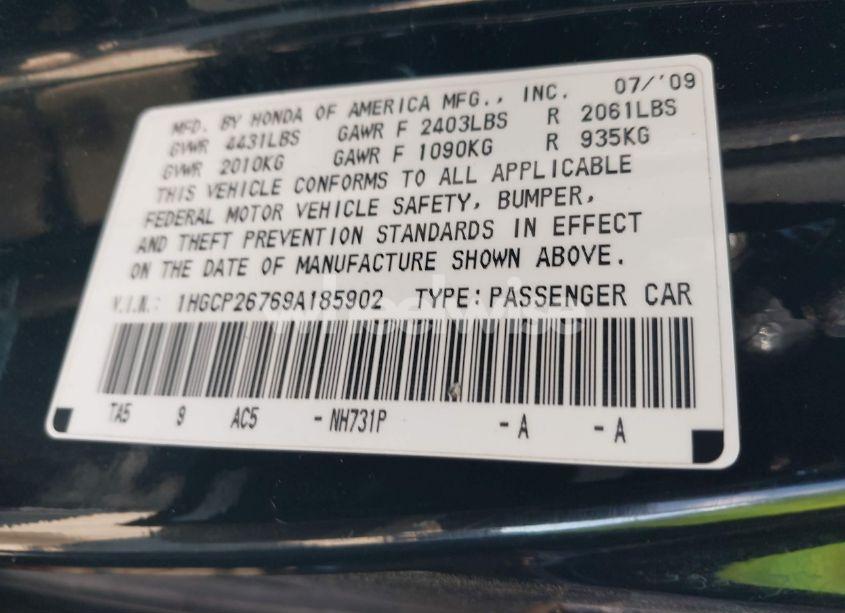 MFD. BY HONDA OF AMERICA MFG., INC. 07/'09
GVWR 4431LBS GAWR F 2403LBS R 2061LBS
GVWR 2010KG GAWR F 1090KG R 935KG
THIS VEHICLE CONFORMS TO ALL APPLICABLE
FEDERAL MOTOR VEHICLE SAFETY, BUMPER,
AND THEFT PREVENTION STANDARDS IN EFFECT
ON THE DATE OF MANUFACTURE SHOWN ABOVE.
V.I.N.: 1HGCP26769A185902 TYPE:PASSENGER CAR
wheelwise
TA5 9 AC5 -NH731P -A -A